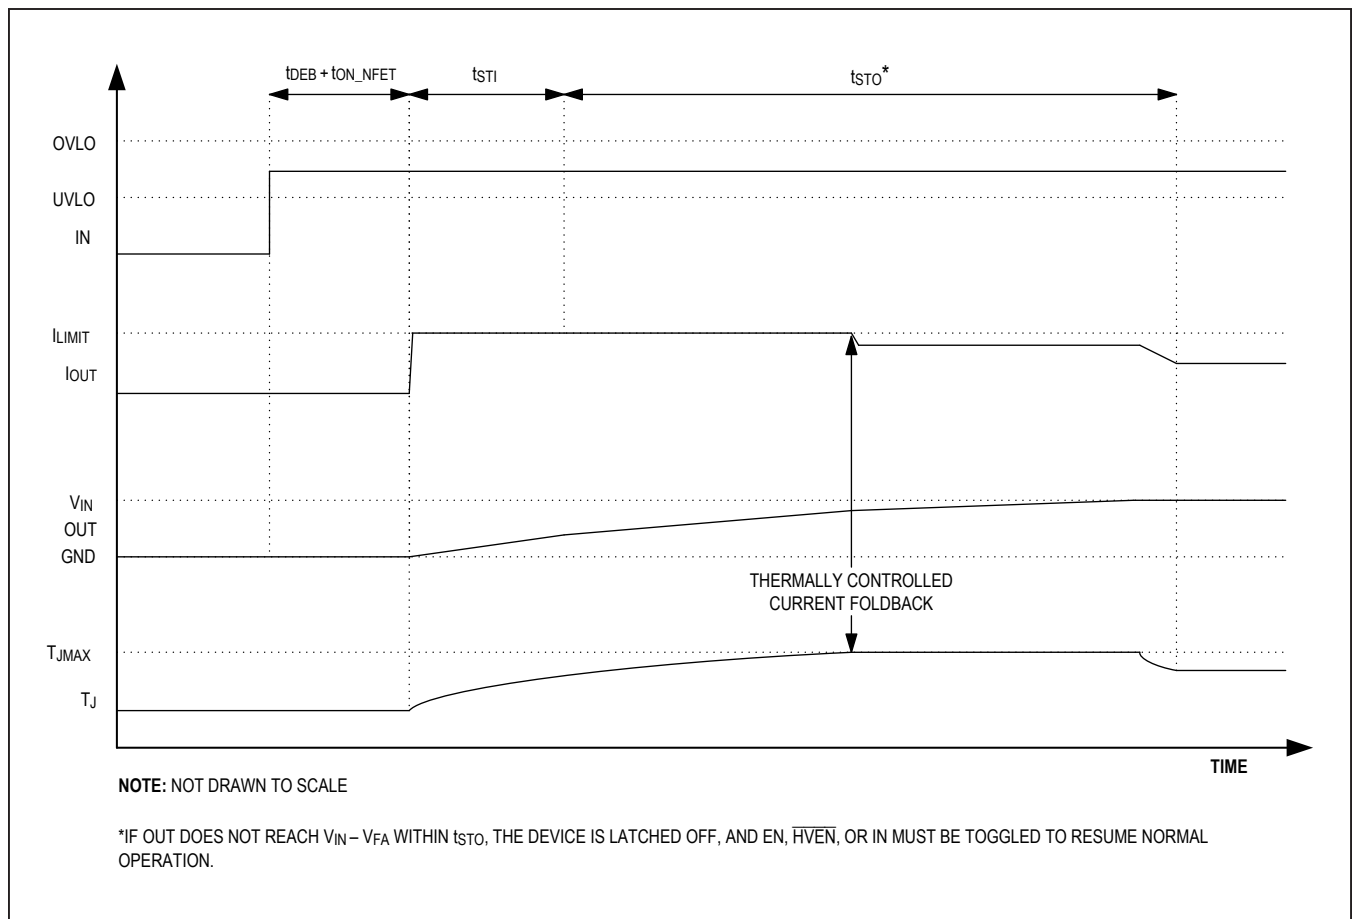 tDEB + tON_NFET
tSTI
tSTO*
OVLO
UVLO
IN
ILIMIT
IOUT
VIN
OUT
GND
THERMALLY CONTROLLED
CURRENT FOLDBACK
TJMAX
TJ
TIME
NOTE: NOT DRAWN TO SCALE
*IF OUT DOES NOT REACH VIN – VFA WITHIN tSTO, THE DEVICE IS LATCHED OFF, AND EN, H̅V̅E̅N̅, OR IN MUST BE TOGGLED TO RESUME NORMAL
OPERATION.